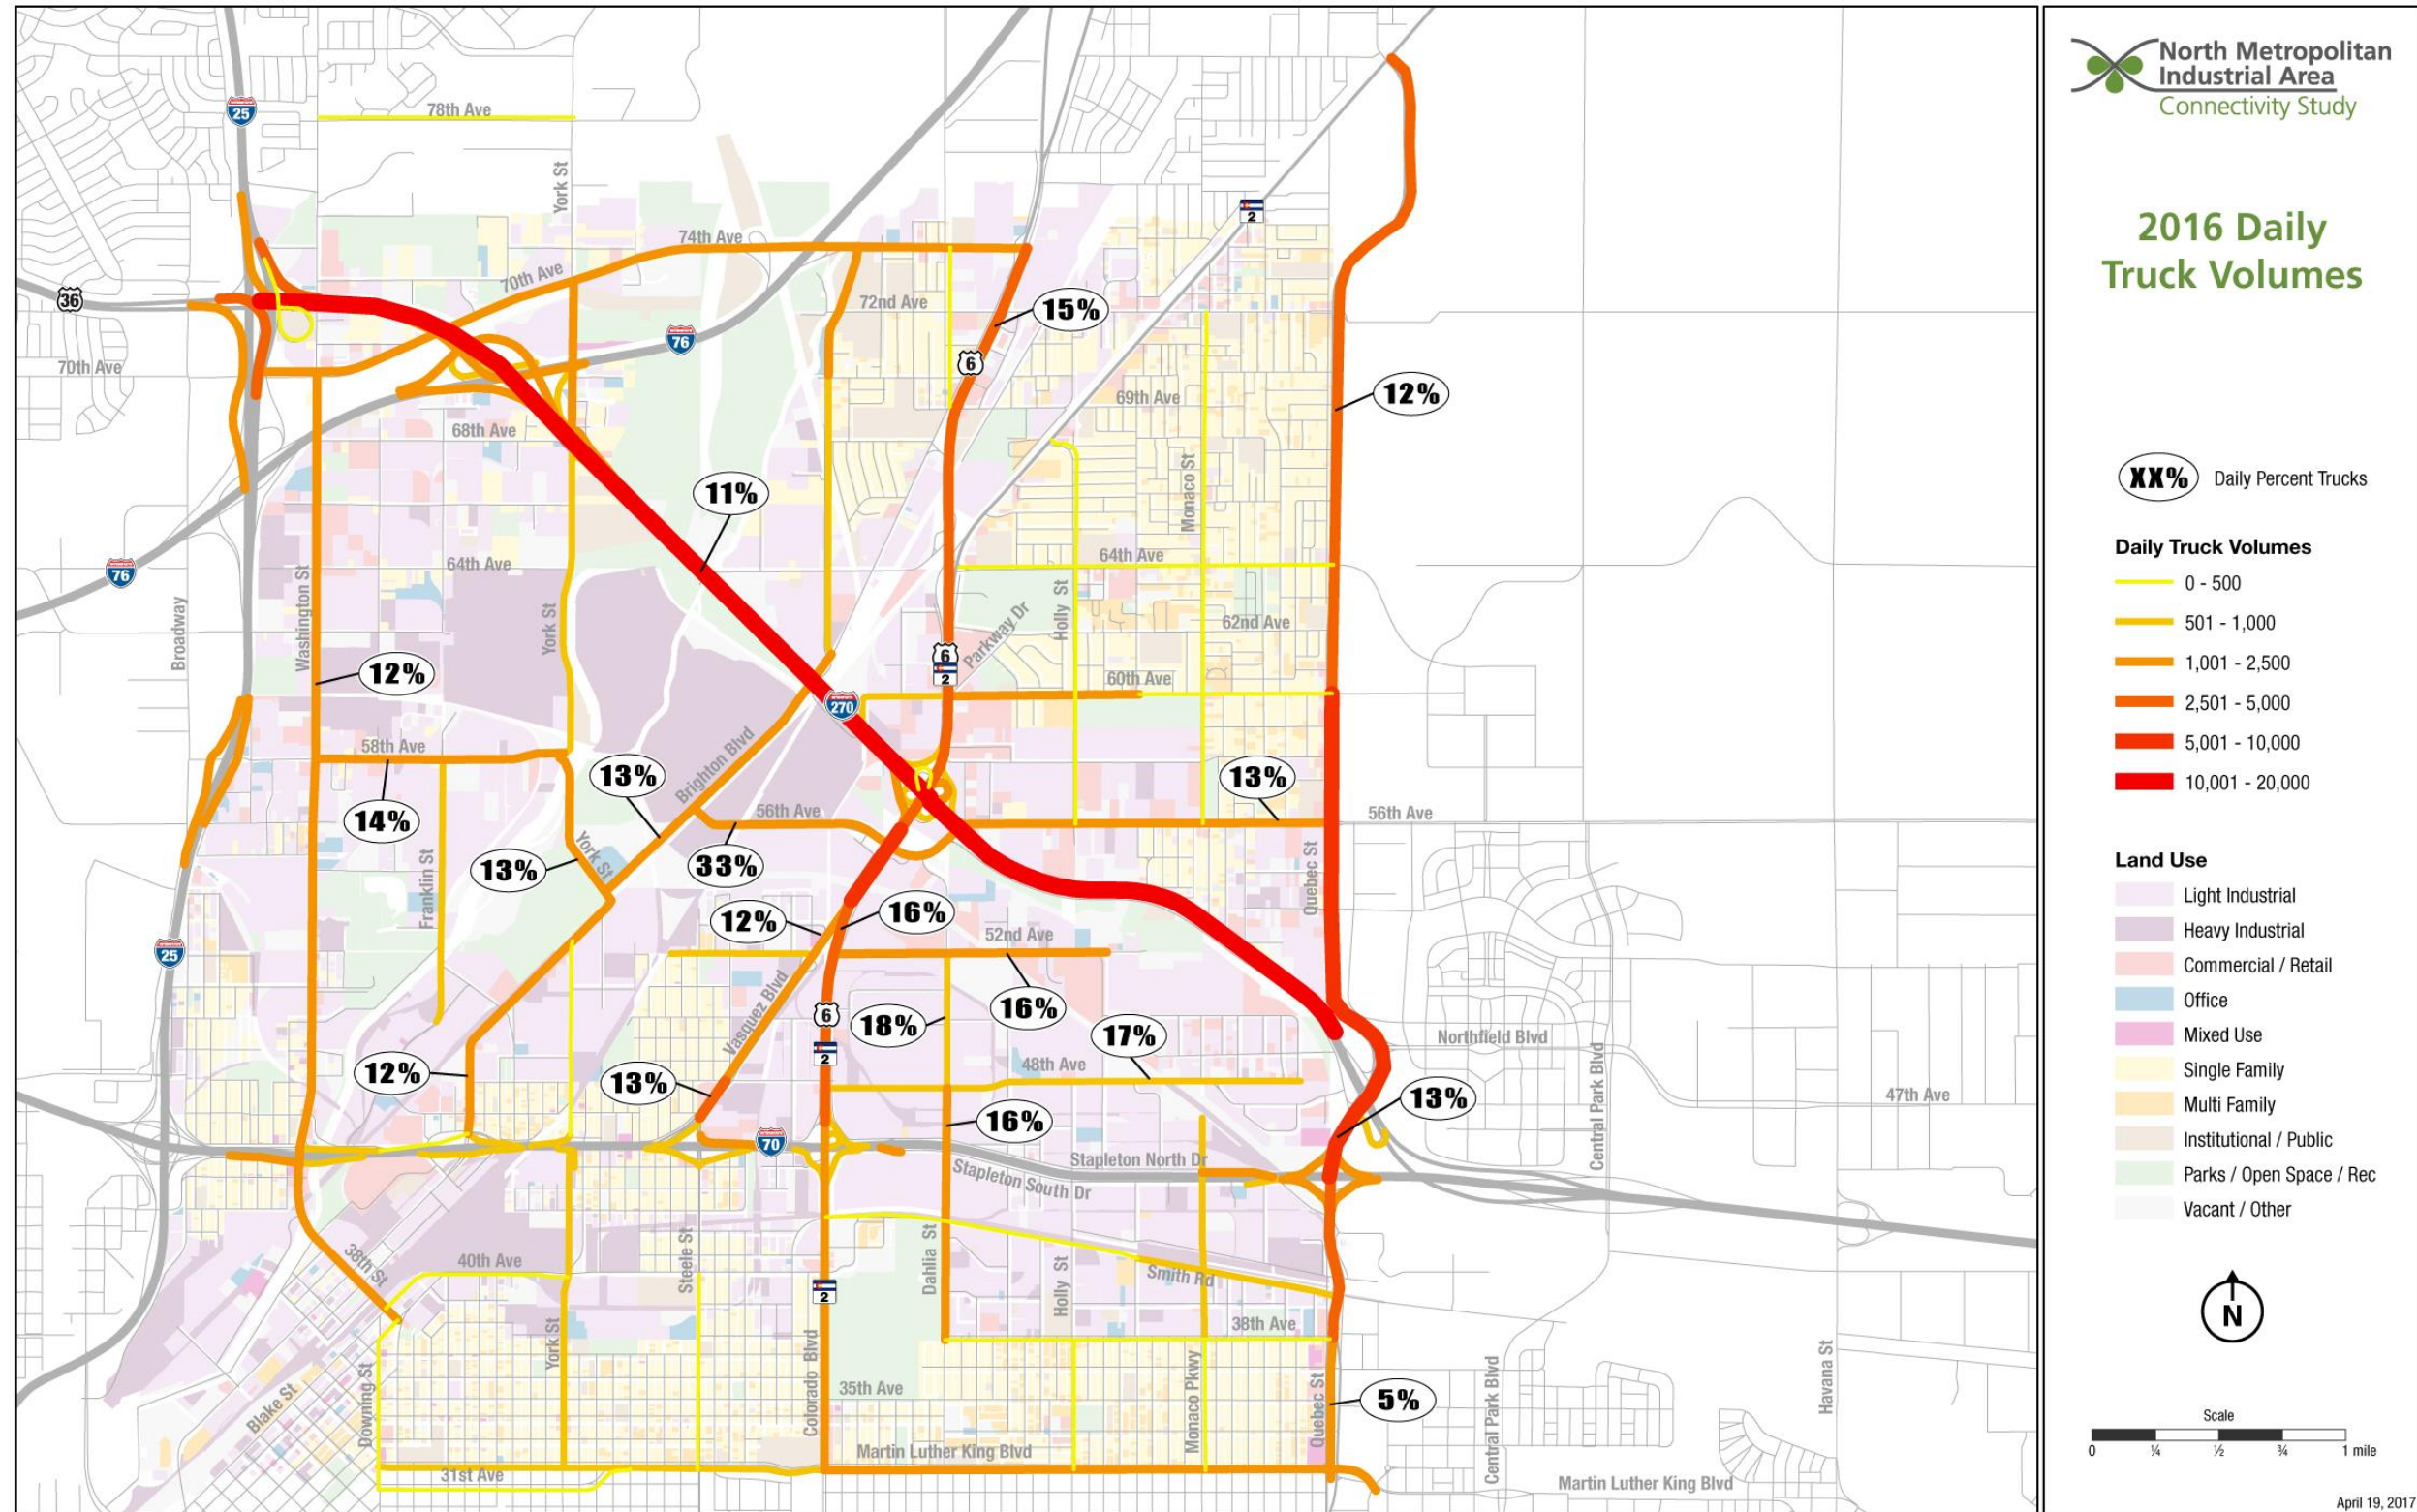 25
78th Ave
York St
2
74th Ave
70th Ave
36
72nd Ave
15%
76
6
70th Ave
12%
69th Ave
68th Ave
Monaco St
11%
64th Ave
64th Ave
76
Washington St
Broadway
York St
Holly St
Parkway Dr
62nd Ave
6
2
12%
60th Ave
270
58th Ave
Brighton Blvd
13%
13%
56th Ave
56th Ave
14%
York St
13%
33%
Franklin St
Quebec St
12%
16%
52nd Ave
25
Vasquez Blvd
6
18%
16%
17%
2
Northfield Blvd
48th Ave
12%
13%
Central Park Blvd
13%
47th Ave
16%
70
Stapleton North Dr
Stapleton South Dr
38th St
40th Ave
Steele St
2
Dahlia St
Holly St
Smith Rd
38th Ave
York St
Colorado Blvd
35th Ave
Monaco Pkwy
Quebec St
5%
Central Park Blvd
Havana St
Blake St
Downing St
Martin Luther King Blvd
31st Ave
Martin Luther King Blvd
North Metropolitan
Industrial Area
Connectivity Study
2016 Daily
Truck Volumes
XX% Daily Percent Trucks
Daily Truck Volumes
0 - 500
501 - 1,000
1,001 - 2,500
2,501 - 5,000
5,001 - 10,000
10,001 - 20,000
Land Use
Light Industrial
Heavy Industrial
Commercial / Retail
Office
Mixed Use
Single Family
Multi Family
Institutional / Public
Parks / Open Space / Rec
Vacant / Other
N
Scale
0 ¼ ½ ¾ 1 mile
April 19, 2017